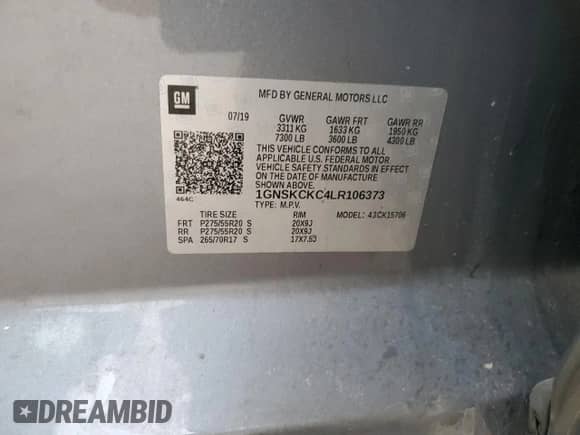 GM
MFD BY GENERAL MOTORS LLC
07/19 GVWR GAWR FRT GAWR RR
3311 KG 1633 KG 1950 KG
7300 LB 3600 LB 4300 LB
THIS VEHICLE CONFORMS TO ALL
APPLICABLE U.S. FEDERAL MOTOR
VEHICLE SAFETY STANDARDS IN EFFECT
ON THE DATE OF MANUFACTURE
SHOWN ABOVE.
464C
1GNSKCKC4LR106373
TYPE: M.P.V. MODEL: 43CK15706
TIRE SIZE RIM
FRT P275/55R20 S 20X9J
RR P275/55R20 S 20X9J
SPA 265/70R17 S 17X7.5J
DREAMBID